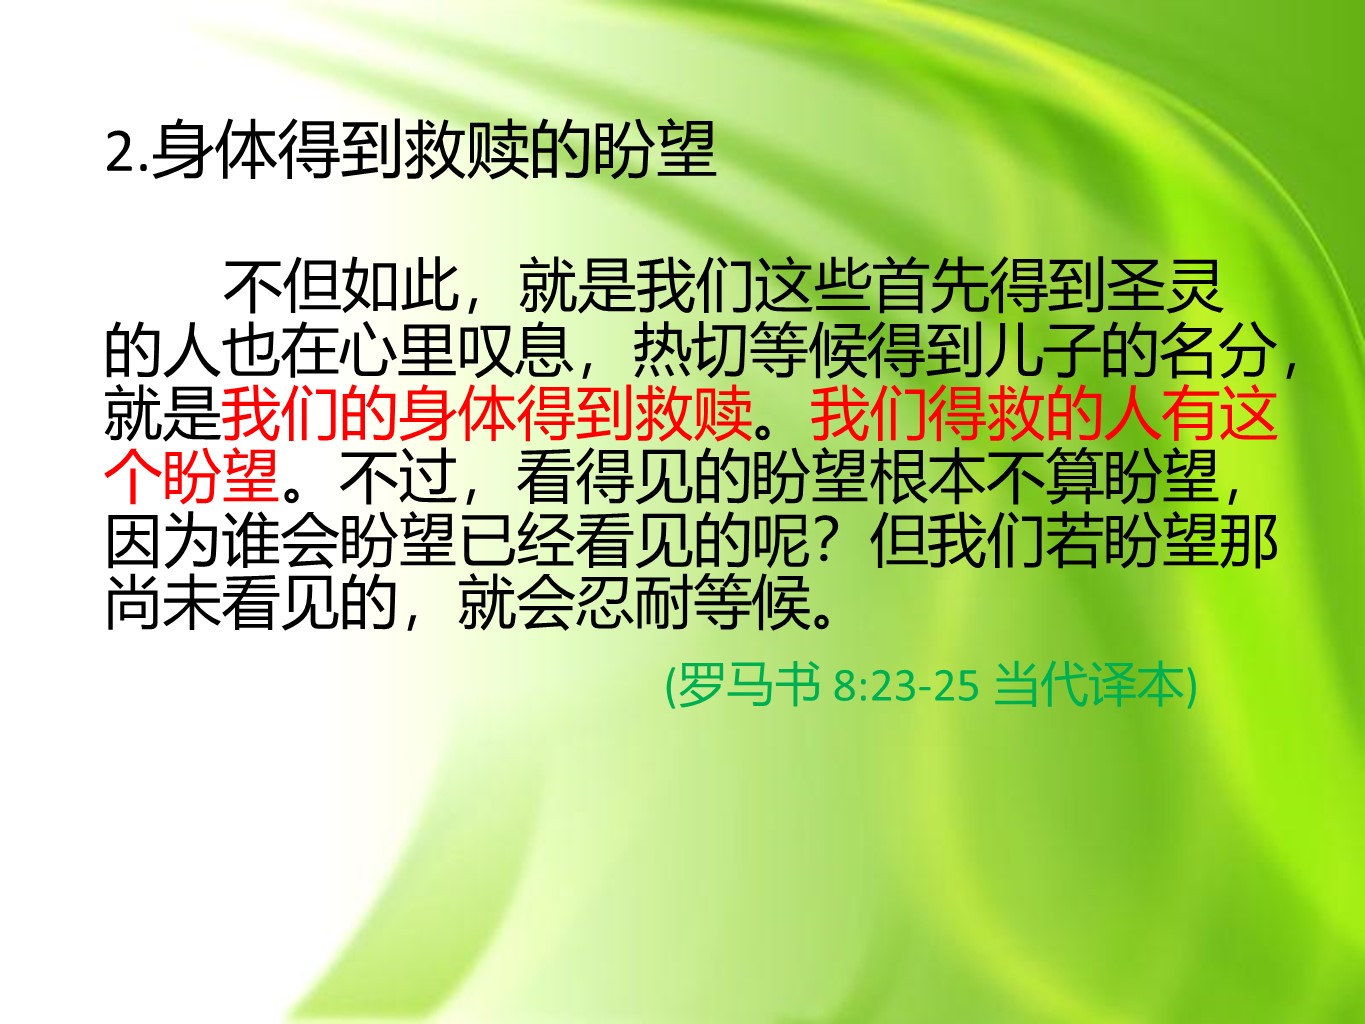 2.身体得到救赎的盼望
不但如此，就是我们这些首先得到圣灵
的人也在心里叹息，热切等候得到儿子的名分，
就是我们的身体得到救赎。我们得救的人有这
个盼望。不过，看得见的盼望根本不算盼望，
因为谁会盼望已经看见的呢？但我们若盼望那
尚未看见的，就会忍耐等候。
(罗马书 8:23-25 当代译本)